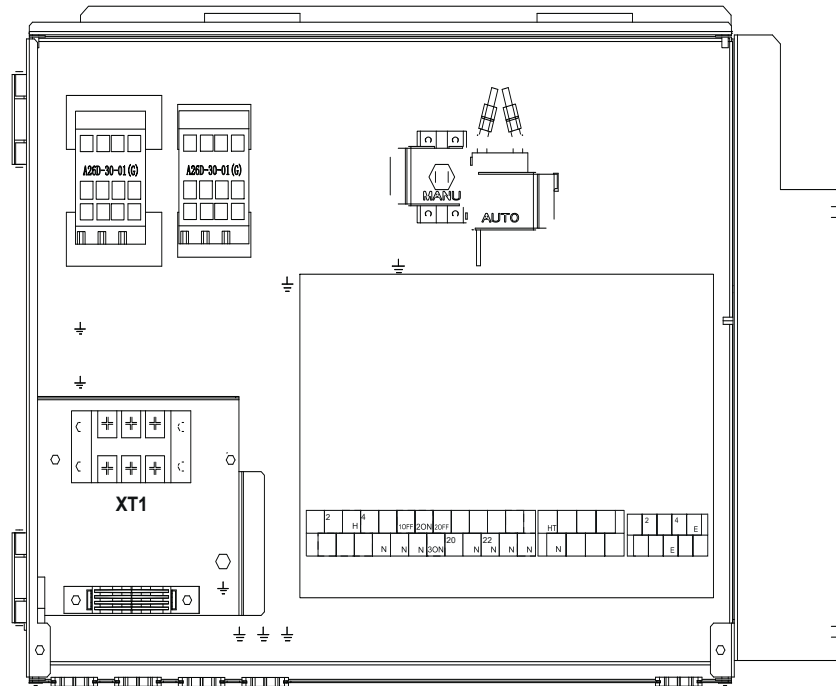 A26D-30-01(G) A26D-30-01(G)
MANU
AUTO
XT1
2 4 H 1OFF 2ON 2OFF
N N N 3ON 20 N 22 N N N
HT
N
2 4 E
E